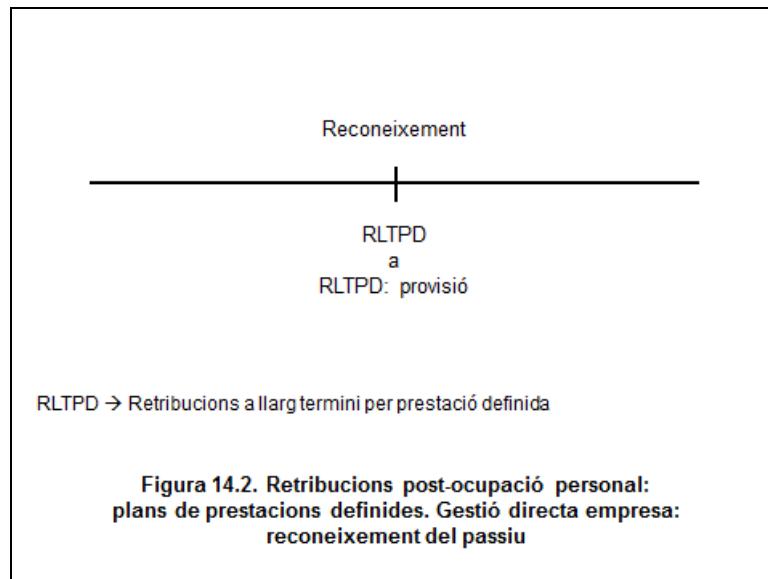 Reconeixement
RLTPD
a
RLTPD: provisió
RLTPD → Retribucions a llarg termini per prestació definida
Figura 14.2. Retribucions post-ocupació personal:
plans de prestacions definides. Gestió directa empresa:
reconeixement del passiu